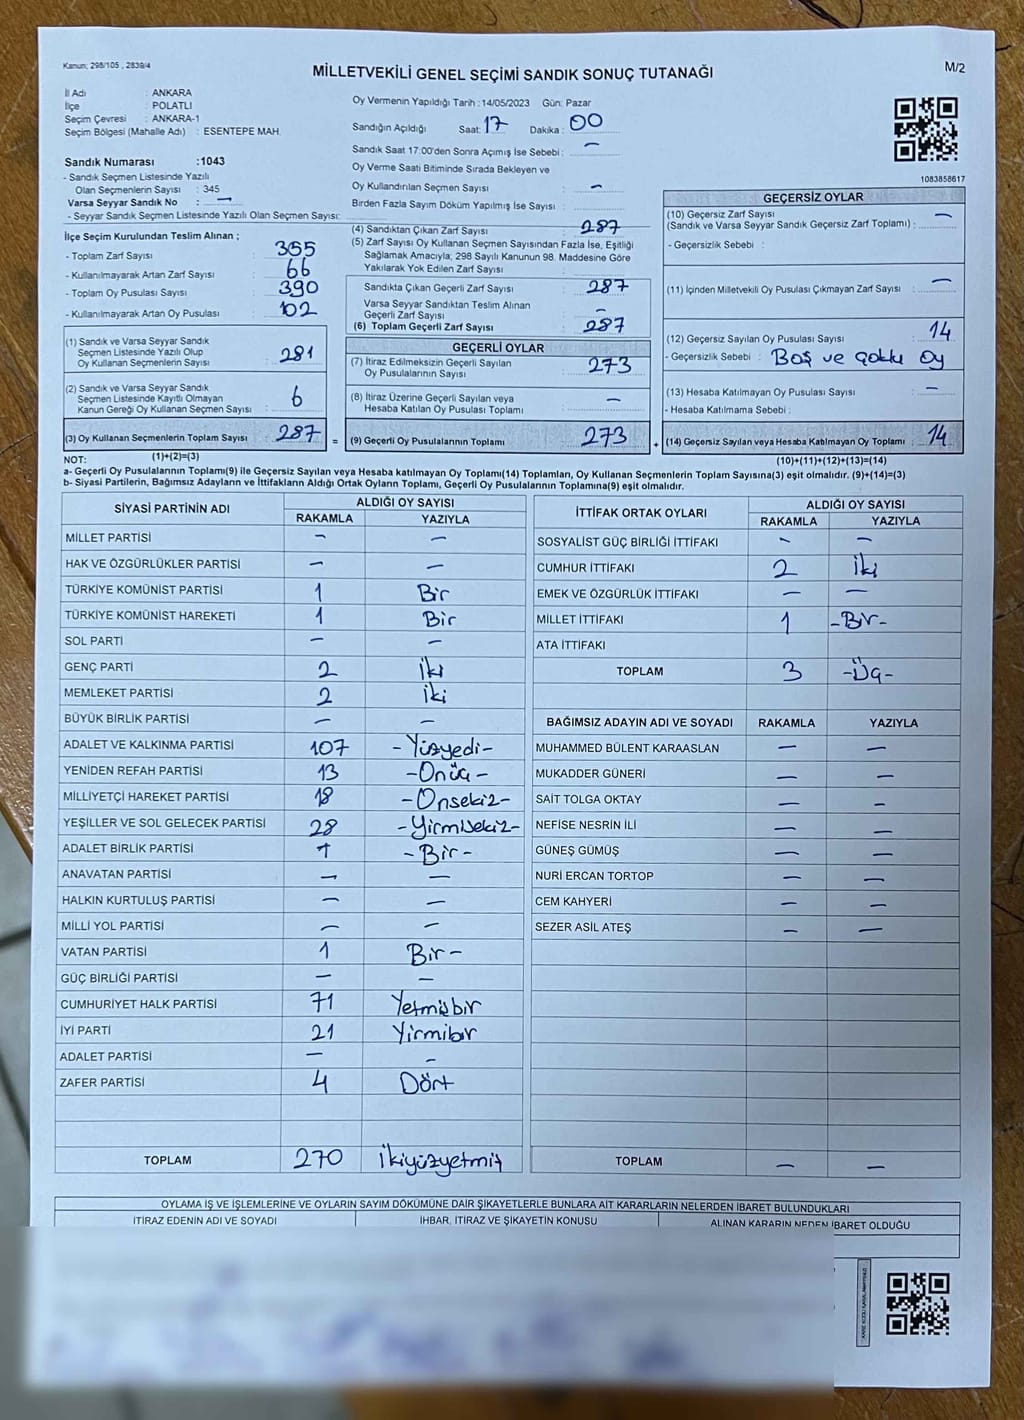 Kanun: 298/105 , 2839/4
MİLLETVEKİLİ GENEL SEÇİMİ SANDIK SONUÇ TUTANAĞI
M/2
İl Adı : ANKARA
İlçe : POLATLI
Seçim Çevresi : ANKARA-1
Seçim Bölgesi (Mahalle Adı) : ESENTEPE MAH.
Sandık Numarası :1043
- Sandık Seçmen Listesinde Yazılı
Olan Seçmenlerin Sayısı : 345
Varsa Seyyar Sandık No : —
- Seyyar Sandık Seçmen Listesinde Yazılı Olan Seçmen Sayısı:
Oy Vermenin Yapıldığı Tarih :14/05/2023 Gün: Pazar
Sandığın Açıldığı Saat: 17 Dakika : 00
Sandık Saat 17:00'den Sonra Açımış İse Sebebi : —
Oy Verme Saati Bitiminde Sırada Bekleyen ve
Oy Kullandırılan Seçmen Sayısı : —
Birden Fazla Sayım Döküm Yapılmış İse Sayısı :
1083858617
İlçe Seçim Kurulundan Teslim Alınan ;
- Toplam Zarf Sayısı : 355
- Kullanılmayarak Artan Zarf Sayısı : 66
- Toplam Oy Pusulası Sayısı : 390
- Kullanılmayarak Artan Oy Pusulası : 102
(1) Sandık ve Varsa Seyyar Sandık
Seçmen Listesinde Yazılı Olup
Oy Kullanan Seçmenlerin Sayısı : 281
(2) Sandık ve Varsa Seyyar Sandık
Seçmen Listesinde Kayıtlı Olmayan
Kanun Gereği Oy Kullanan Seçmen Sayısı : 6
(3) Oy Kullanan Seçmenlerin Toplam Sayısı : 287 =
(4) Sandıktan Çıkan Zarf Sayısı : 287
(5) Zarf Sayısı Oy Kullanan Seçmen Sayısından Fazla İse, Eşitliği
Sağlamak Amacıyla; 298 Sayılı Kanunun 98. Maddesine Göre
Yakılarak Yok Edilen Zarf Sayısı :
Sandıkta Çıkan Geçerli Zarf Sayısı : 287
Varsa Seyyar Sandıktan Teslim Alınan
Geçerli Zarf Sayısı : —
(6) Toplam Geçerli Zarf Sayısı : 287
GEÇERLİ OYLAR
(7) İtiraz Edilmeksizin Geçerli Sayılan
Oy Pusulalarının Sayısı : 273
(8) İtiraz Üzerine Geçerli Sayılan veya
Hesaba Katılan Oy Pusulası Toplamı : —
(9) Geçerli Oy Pusulalarının Toplamı : 273 +
GEÇERSİZ OYLAR
(10) Geçersiz Zarf Sayısı
(Sandık ve Varsa Seyyar Sandık Geçersiz Zarf Toplamı) : —
- Geçersizlik Sebebi :
(11) İçinden Milletvekili Oy Pusulası Çıkmayan Zarf Sayısı : —
(12) Geçersiz Sayılan Oy Pusulası Sayısı : 14
- Geçersizlik Sebebi : Boş ve çoklu oy
(13) Hesaba Katılmayan Oy Pusulası Sayısı : —
- Hesaba Katılmama Sebebi :
(14) Geçersiz Sayılan veya Hesaba Katılmayan Oy Toplamı : 14
NOT: (1)+(2)=(3)
(10)+(11)+(12)+(13)=(14)
a- Geçerli Oy Pusulalarının Toplamı(9) ile Geçersiz Sayılan veya Hesaba katılmayan Oy Toplamı(14) Toplamları, Oy Kullanan Seçmenlerin Toplam Sayısına(3) eşit olmalıdır. (9)+(14)=(3)
b- Siyasi Partilerin, Bağımsız Adayların ve İttifakların Aldığı Ortak Oyların Toplamı, Geçerli Oy Pusulalarının Toplamına(9) eşit olmalıdır.
SİYASİ PARTİNİN ADI ALDIĞI OY SAYISI
RAKAMLA YAZIYLA
MİLLET PARTİSİ — —
HAK VE ÖZGÜRLÜKLER PARTİSİ — —
TÜRKİYE KOMÜNİST PARTİSİ 1 Bir
TÜRKİYE KOMÜNİST HAREKETİ 1 Bir
SOL PARTİ — —
GENÇ PARTİ 2 İki
MEMLEKET PARTİSİ 2 iki
BÜYÜK BİRLİK PARTİSİ — —
ADALET VE KALKINMA PARTİSİ 107 -Yüzyedi-
YENİDEN REFAH PARTİSİ 13 -Onüç-
MİLLİYETÇİ HAREKET PARTİSİ 18 -Onsekiz-
YEŞİLLER VE SOL GELECEK PARTİSİ 28 -Yirmisekiz-
ADALET BİRLİK PARTİSİ 1 -Bir-
ANAVATAN PARTİSİ — —
HALKIN KURTULUŞ PARTİSİ — —
MİLLİ YOL PARTİSİ — —
VATAN PARTİSİ 1 Bir-
GÜÇ BİRLİĞİ PARTİSİ — —
CUMHURİYET HALK PARTİSİ 71 Yetmişbir
İYİ PARTİ 21 Yirmibir
ADALET PARTİSİ — —
ZAFER PARTİSİ 4 Dört
TOPLAM 270 İkiyüzyetmiş
İTTİFAK ORTAK OYLARI ALDIĞI OY SAYISI
RAKAMLA YAZIYLA
SOSYALİST GÜÇ BİRLİĞİ İTTİFAKI — —
CUMHUR İTTİFAKI 2 İki
EMEK VE ÖZGÜRLÜK İTTİFAKI — —
MİLLET İTTİFAKI 1 -Bir-
ATA İTTİFAKI
TOPLAM 3 -Üç-
BAĞIMSIZ ADAYIN ADI VE SOYADI RAKAMLA YAZIYLA
MUHAMMED BÜLENT KARAASLAN — —
MUKADDER GÜNERİ — —
SAİT TOLGA OKTAY — —
NEFİSE NESRİN İLİ — —
GÜNEŞ GÜMÜŞ — —
NURİ ERCAN TORTOP — —
CEM KAHYERİ — —
SEZER ASİL ATEŞ — —
TOPLAM — —
OYLAMA İŞ VE İŞLEMLERİNE VE OYLARIN SAYIM DÖKÜMÜNE DAİR ŞİKAYETLERLE BUNLARA AİT KARARLARIN NELERDEN İBARET BULUNDUKLARI
İTİRAZ EDENİN ADI VE SOYADI İHBAR, İTİRAZ VE ŞİKAYETİN KONUSU ALINAN KARARIN NEDEN İBARET OLDUĞU